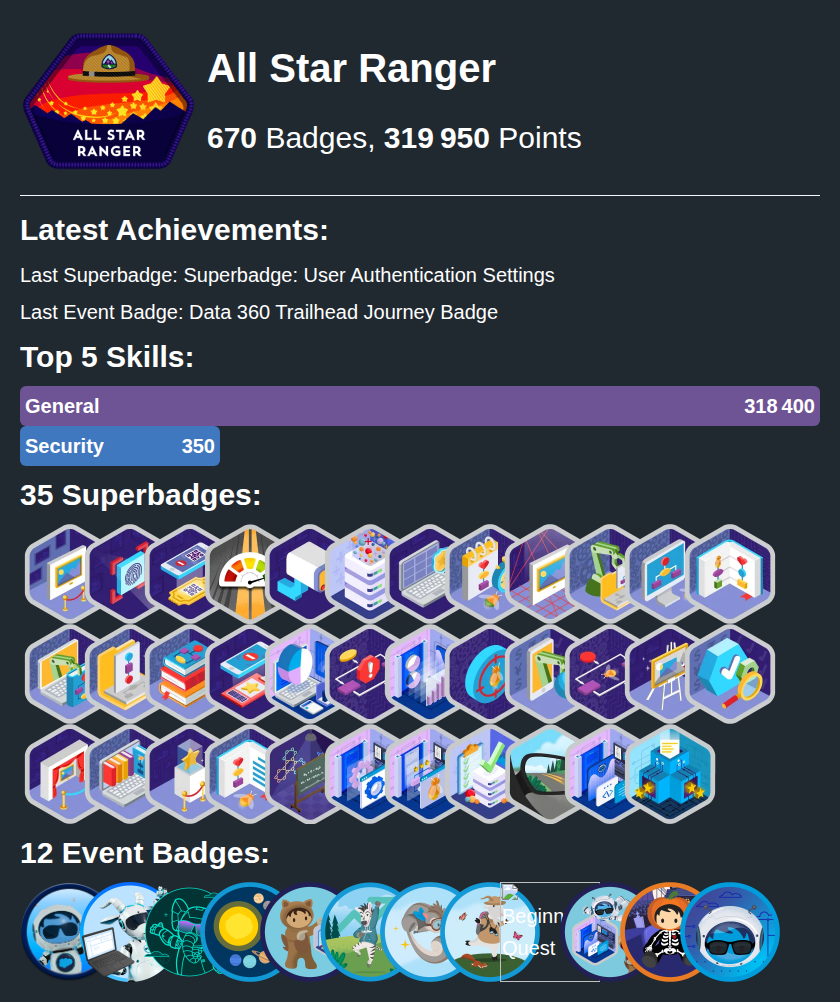 ALL STAR
RANGER
All Star Ranger
670 Badges, 319 950 Points
Latest Achievements:
Last Superbadge: Superbadge: User Authentication Settings
Last Event Badge: Data 360 Trailhead Journey Badge
Top 5 Skills:
General 318 400
Security 350
35 Superbadges:
12 Event Badges:
Beginn
Quest